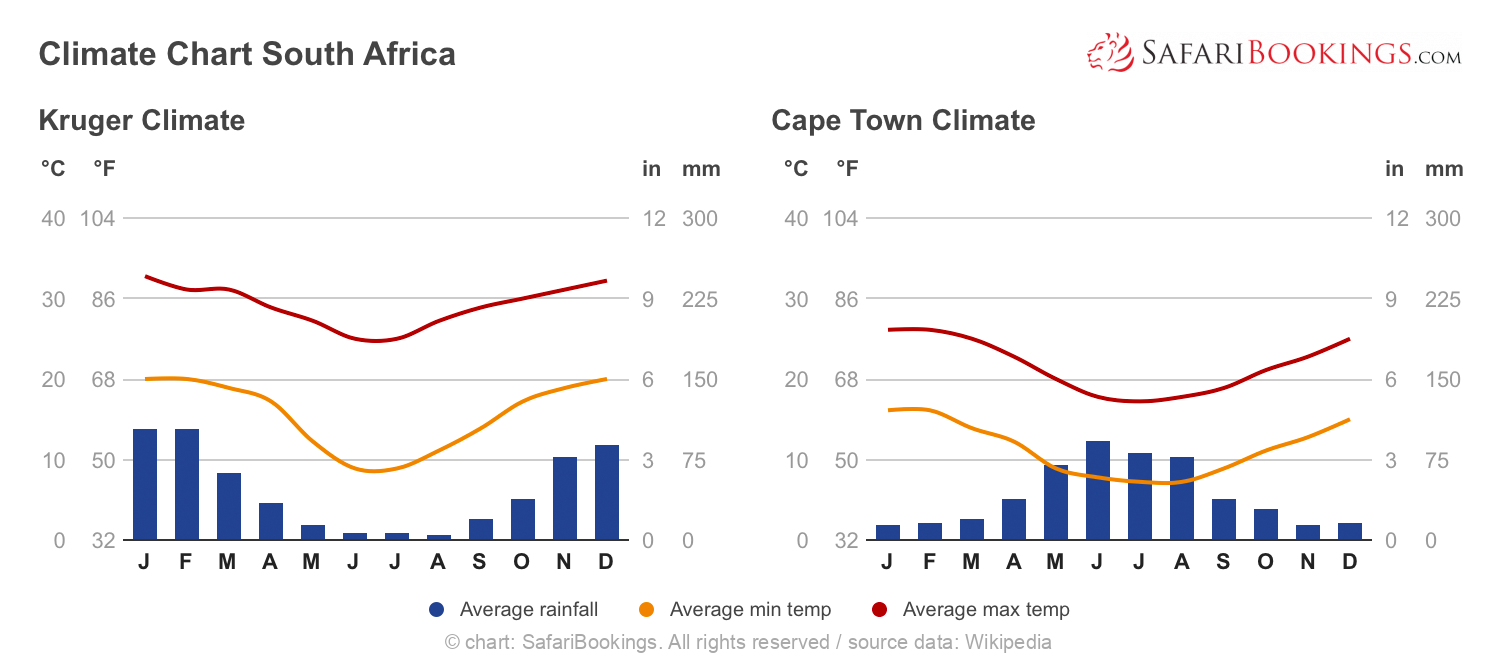 Climate Chart South Africa
SAFARIBOOKINGS.COM
Kruger Climate
°C °F in mm
40 104 12 300
30 86 9 225
20 68 6 150
10 50 3 75
0 32 0 0
J F M A M J J A S O N D
Cape Town Climate
°C °F in mm
40 104 12 300
30 86 9 225
20 68 6 150
10 50 3 75
0 32 0 0
J F M A M J J A S O N D
Average rainfall Average min temp Average max temp
© chart: SafariBookings. All rights reserved / source data: Wikipedia